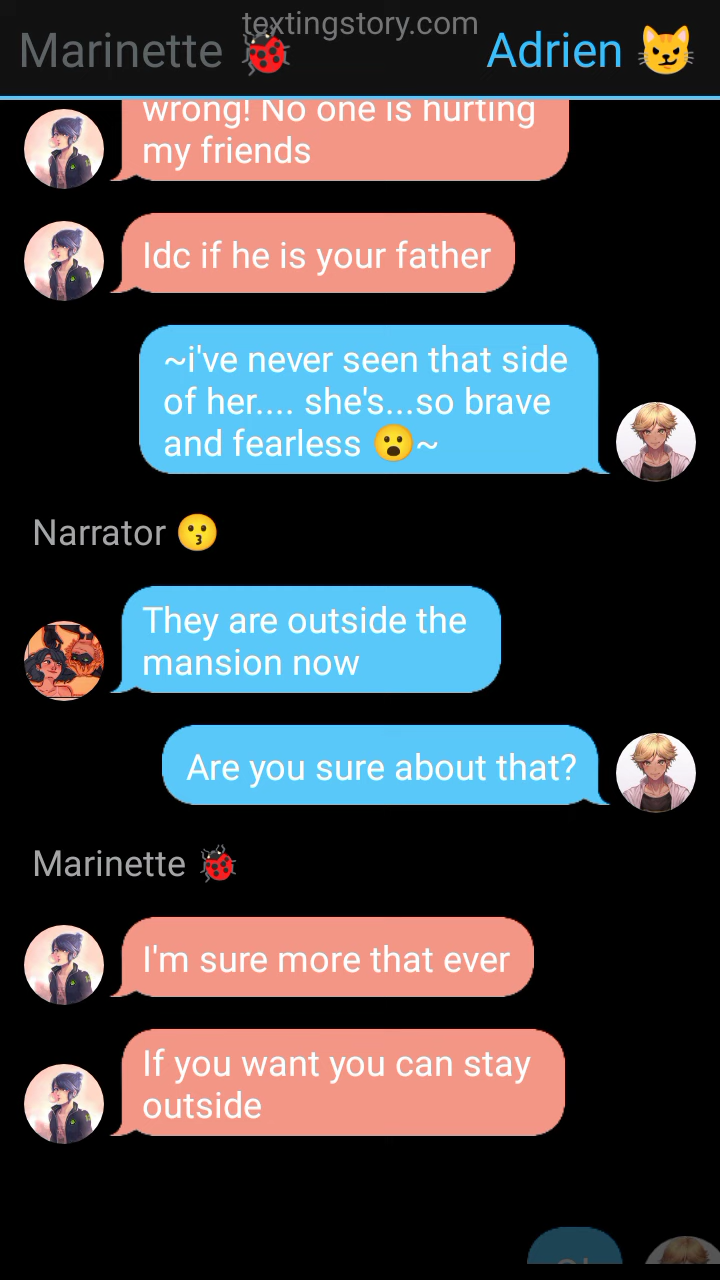 textingstory.com
Marinette 🐞 Adrien 😼
wrong! No one is hurting
my friends
Idc if he is your father
~i've never seen that side
of her.... she's...so brave
and fearless 😮~
Narrator 😗
They are outside the
mansion now
Are you sure about that?
Marinette 🐞
I'm sure more that ever
If you want you can stay
outside